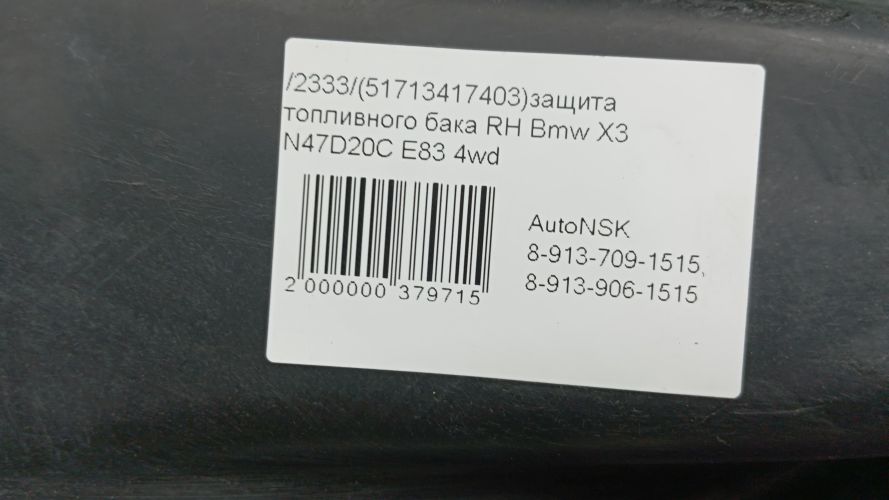 /2333/(51713417403)защита
топливного бака RH Bmw X3
N47D20C E83 4wd
2 000000 379715
AutoNSK
8-913-709-1515,
8-913-906-1515